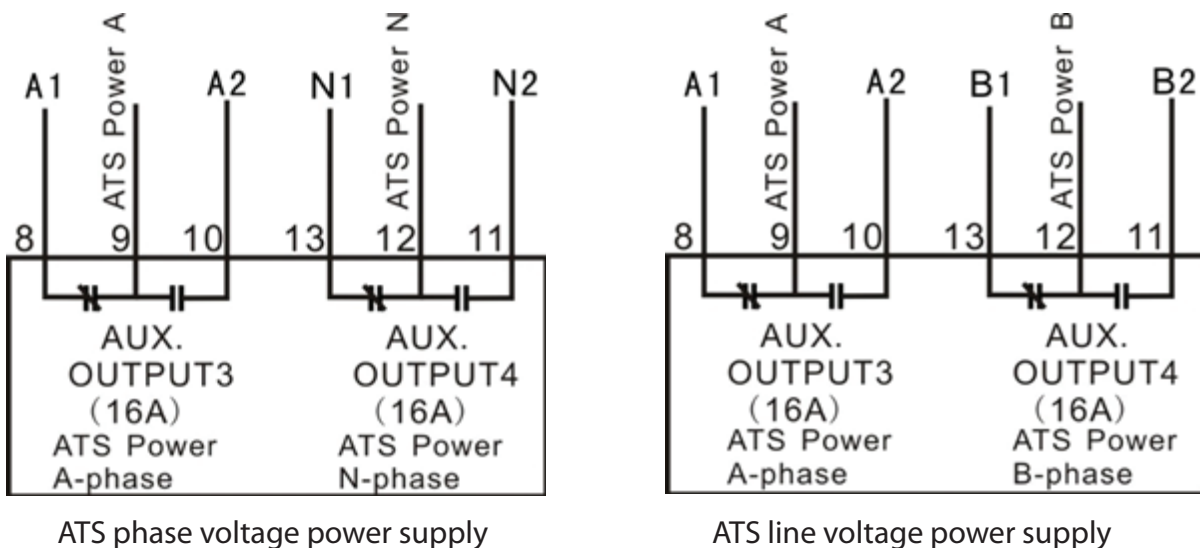 A1
ATS Power A
A2
N1
ATS Power N
N2
8
9
10
13
12
11
AUX.
OUTPUT3
(16A)
ATS Power
A-phase
AUX.
OUTPUT4
(16A)
ATS Power
N-phase
ATS phase voltage power supply
A1
ATS Power A
A2
B1
ATS Power B
B2
8
9
10
13
12
11
AUX.
OUTPUT3
(16A)
ATS Power
A-phase
AUX.
OUTPUT4
(16A)
ATS Power
B-phase
ATS line voltage power supply